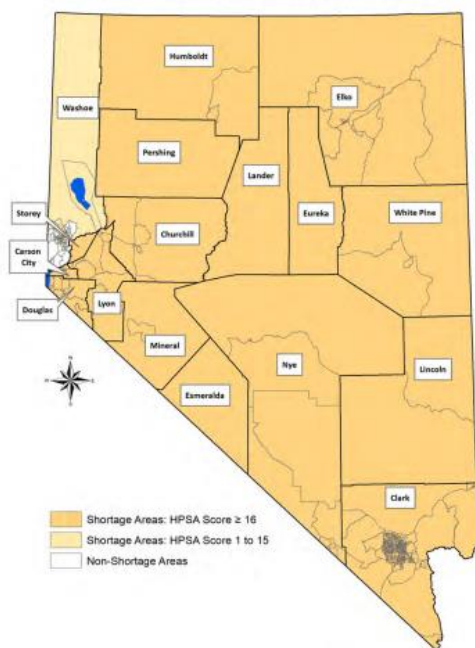 Humboldt
Elko
Washoe
Pershing
Lander
Eureka
White Pine
Storey
Churchill
Carson
City
Douglas
Lyon
Mineral
Nye
Lincoln
Esmeralda
Clark
N
W
E
S
Shortage Areas: HPSA Score ≥ 16
Shortage Areas: HPSA Score 1 to 15
Non-Shortage Areas